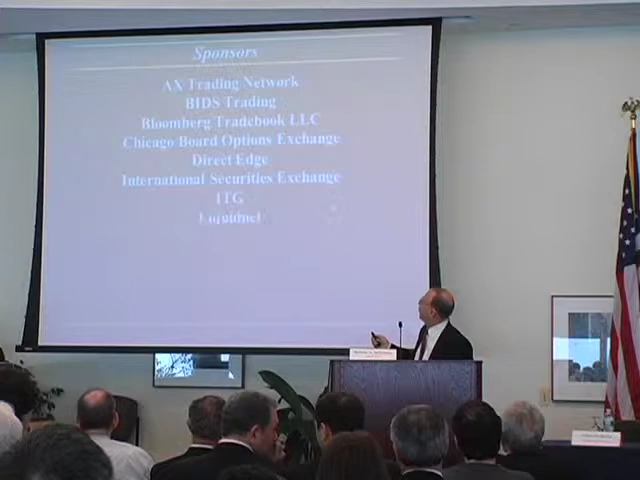 Sponsors
AX Trading Network
BIDS Trading
Bloomberg Tradebook LLC
Chicago Board Options Exchange
Direct Edge
International Securities Exchange
ITG